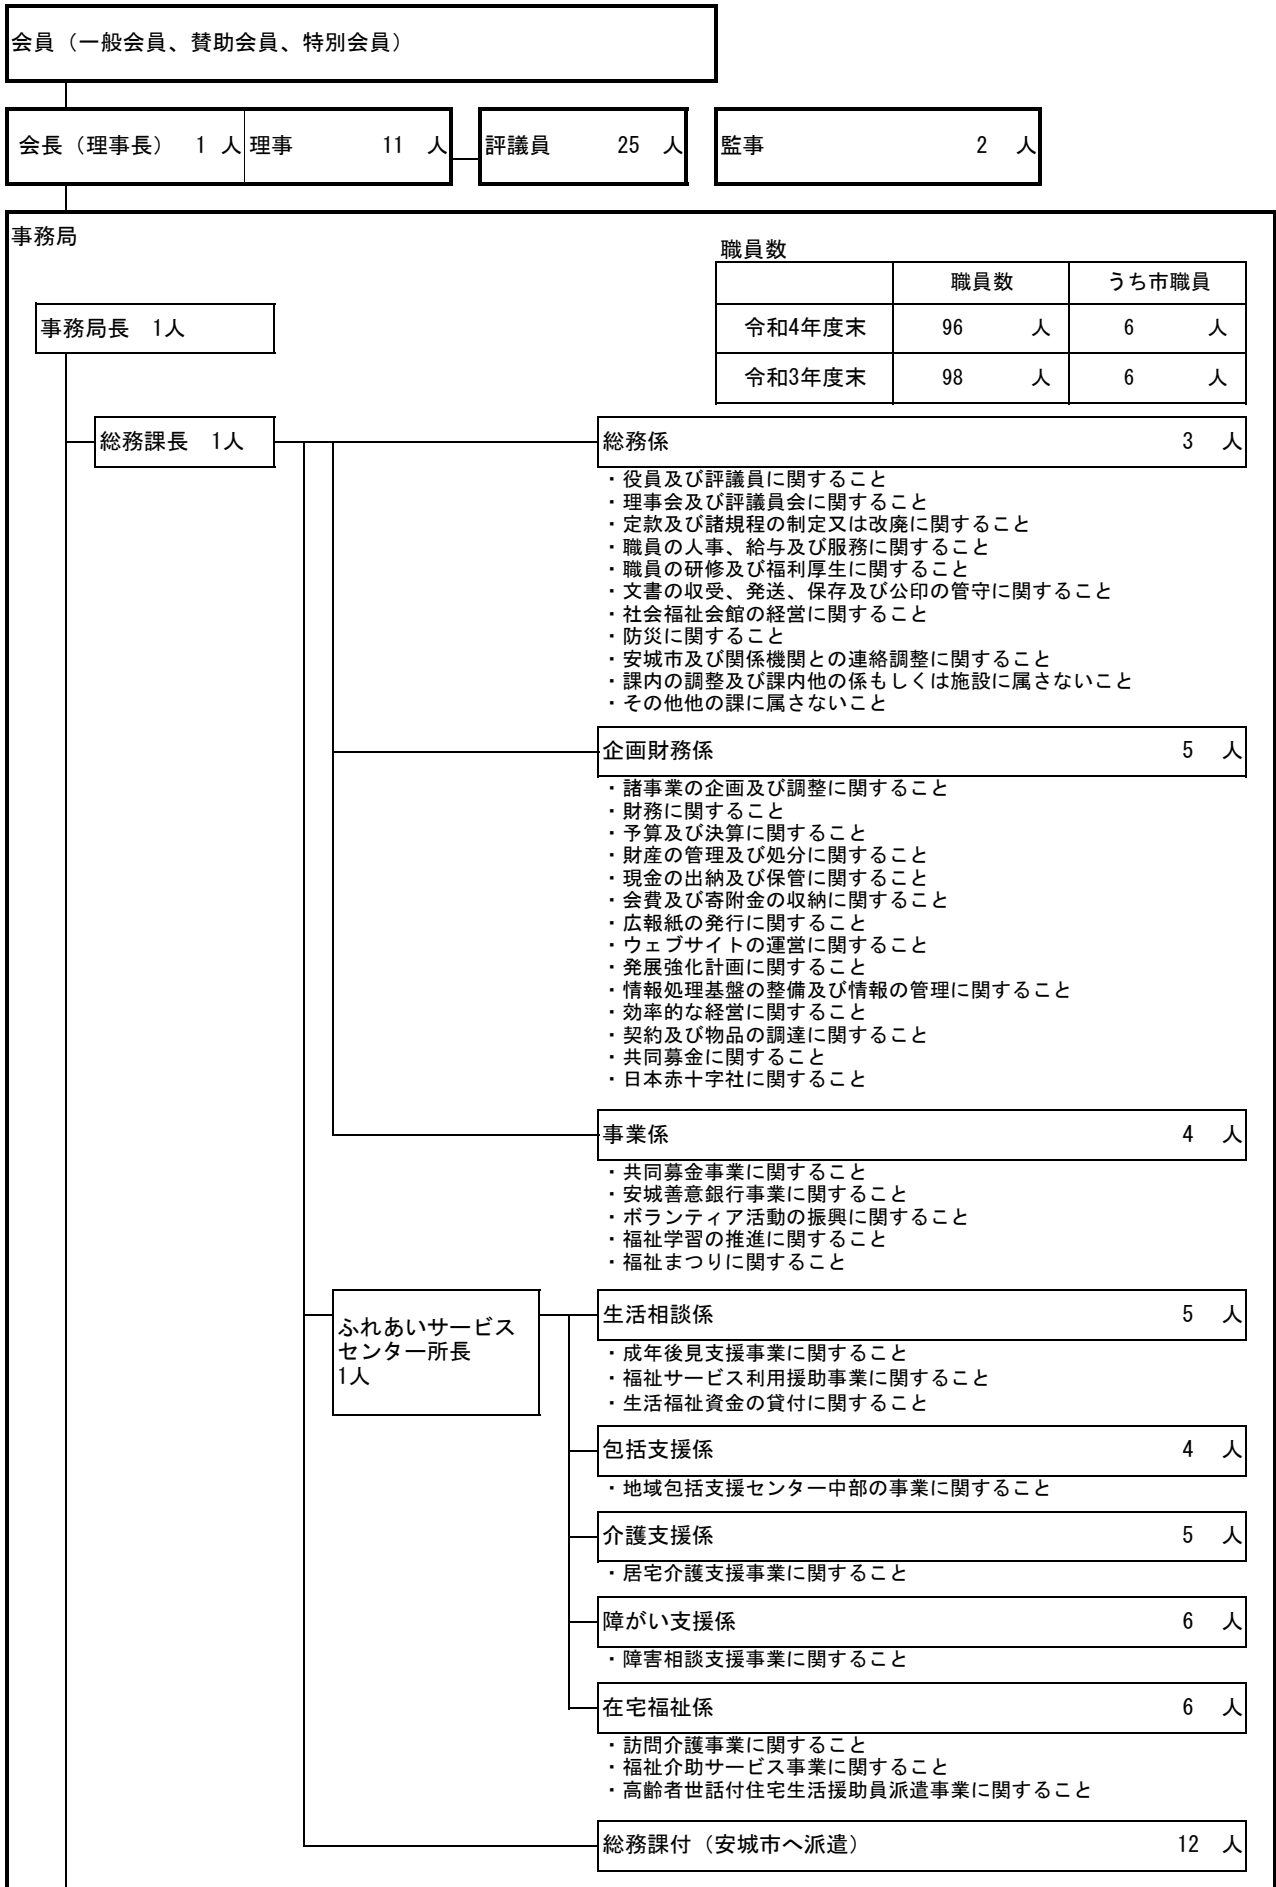 会員（一般会員、賛助会員、特別会員）
会長（理事長）　1 人 理事　11 人 評議員　25 人 監事　2 人
事務局
職員数
職員数 うち市職員
事務局長　1人
令和4年度末 96 人 6 人
令和3年度末 98 人 6 人
総務課長　1人
総務係　3 人
・役員及び評議員に関すること
・理事会及び評議員会に関すること
・定款及び諸規程の制定又は改廃に関すること
・職員の人事、給与及び服務に関すること
・職員の研修及び福利厚生に関すること
・文書の収受、発送、保存及び公印の管守に関すること
・社会福祉会館の経営に関すること
・防災に関すること
・安城市及び関係機関との連絡調整に関すること
・課内の調整及び課内他の係もしくは施設に属さないこと
・その他他の課に属さないこと
企画財務係　5 人
・諸事業の企画及び調整に関すること
・財務に関すること
・予算及び決算に関すること
・財産の管理及び処分に関すること
・現金の出納及び保管に関すること
・会費及び寄附金の収納に関すること
・広報紙の発行に関すること
・ウェブサイトの運営に関すること
・発展強化計画に関すること
・情報処理基盤の整備及び情報の管理に関すること
・効率的な経営に関すること
・契約及び物品の調達に関すること
・共同募金に関すること
・日本赤十字社に関すること
事業係　4 人
・共同募金事業に関すること
・安城善意銀行事業に関すること
・ボランティア活動の振興に関すること
・福祉学習の推進に関すること
・福祉まつりに関すること
ふれあいサービス
センター所長
1人
生活相談係　5 人
・成年後見支援事業に関すること
・福祉サービス利用援助事業に関すること
・生活福祉資金の貸付に関すること
包括支援係　4 人
・地域包括支援センター中部の事業に関すること
介護支援係　5 人
・居宅介護支援事業に関すること
障がい支援係　6 人
・障害相談支援事業に関すること
在宅福祉係　6 人
・訪問介護事業に関すること
・福祉介助サービス事業に関すること
・高齢者世話付住宅生活援助員派遣事業に関すること
総務課付（安城市へ派遣）　12 人